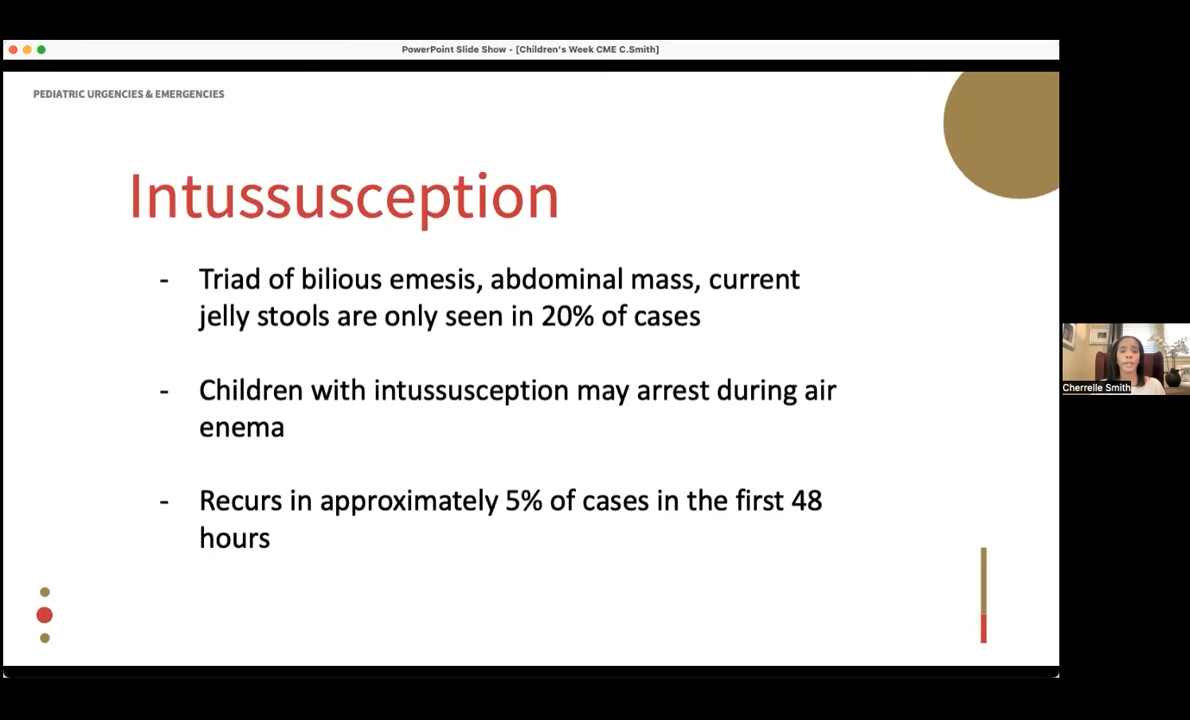 PowerPoint Slide Show - [Children's Week CME C.Smith]
PEDIATRIC URGENCIES & EMERGENCIES
Intussusception
- Triad of bilious emesis, abdominal mass, current
jelly stools are only seen in 20% of cases
- Children with intussusception may arrest during air
enema
- Recurs in approximately 5% of cases in the first 48
hours
Cherrelle Smith